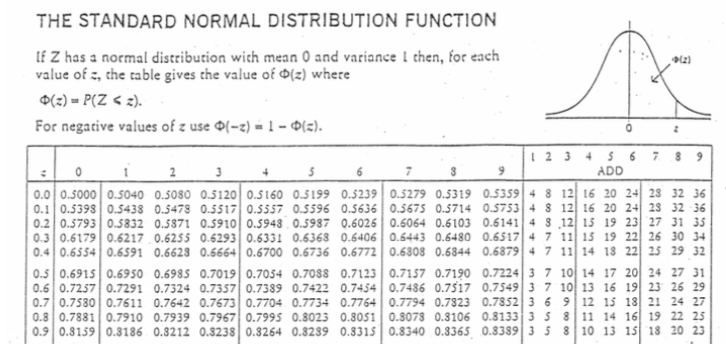 THE STANDARD NORMAL DISTRIBUTION FUNCTION
If Z has a normal distribution with mean 0 and variance 1 then, for each
value of z, the table gives the value of Φ(z) where
Φ(z) = P(Z ⩽ z).
For negative values of z use Φ(−z) = 1 − Φ(z).
Φ(z)
0 z
z 0 1 2 3 4 5 6 7 8 9 1 2 3 4 5 6 7 8 9
ADD
0.0 0.5000 0.5040 0.5080 0.5120 0.5160 0.5199 0.5239 0.5279 0.5319 0.5359 4 8 12 16 20 24 28 32 36
0.1 0.5398 0.5438 0.5478 0.5517 0.5557 0.5596 0.5636 0.5675 0.5714 0.5753 4 8 12 16 20 24 28 32 36
0.2 0.5793 0.5832 0.5871 0.5910 0.5948 0.5987 0.6026 0.6064 0.6103 0.6141 4 8 12 15 19 23 27 31 35
0.3 0.6179 0.6217 0.6255 0.6293 0.6331 0.6368 0.6406 0.6443 0.6480 0.6517 4 7 11 15 19 22 26 30 34
0.4 0.6554 0.6591 0.6628 0.6664 0.6700 0.6736 0.6772 0.6808 0.6844 0.6879 4 7 11 14 18 22 25 29 32
0.5 0.6915 0.6950 0.6985 0.7019 0.7054 0.7088 0.7123 0.7157 0.7190 0.7224 3 7 10 14 17 20 24 27 31
0.6 0.7257 0.7291 0.7324 0.7357 0.7389 0.7422 0.7454 0.7486 0.7517 0.7549 3 7 10 13 16 19 23 26 29
0.7 0.7580 0.7611 0.7642 0.7673 0.7704 0.7734 0.7764 0.7794 0.7823 0.7852 3 6 9 12 15 18 21 24 27
0.8 0.7881 0.7910 0.7939 0.7967 0.7995 0.8023 0.8051 0.8078 0.8106 0.8133 3 5 8 11 14 16 19 22 25
0.9 0.8159 0.8186 0.8212 0.8238 0.8264 0.8289 0.8315 0.8340 0.8365 0.8389 3 5 8 10 13 15 18 20 23